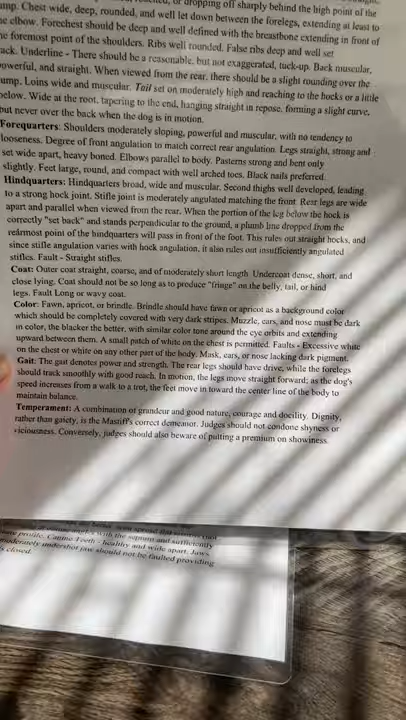 or dropping off sharply behind the high point of the
ump. Chest wide, deep, rounded, and well let down between the forelegs, extending at least to
he elbow. Forechest should be deep and well defined with the breastbone extending in front of
he foremost point of the shoulders. Ribs well rounded. False ribs deep and well set
ack. Underline - There should be a reasonable, but not exaggerated, tuck-up. Back muscular,
powerful, and straight. When viewed from the rear, there should be a slight rounding over the
ump. Loins wide and muscular. Tail set on moderately high and reaching to the hocks or a little
below. Wide at the root, tapering to the end, hanging straight in repose, forming a slight curve,
but never over the back when the dog is in motion.
Forequarters: Shoulders moderately sloping, powerful and muscular, with no tendency to
looseness. Degree of front angulation to match correct rear angulation. Legs straight, strong and
set wide apart, heavy boned. Elbows parallel to body. Pasterns strong and bent only
slightly. Feet large, round, and compact with well arched toes. Black nails preferred.
Hindquarters: Hindquarters broad, wide and muscular. Second thighs well developed, leading
to a strong hock joint. Stifle joint is moderately angulated matching the front. Rear legs are wide
apart and parallel when viewed from the rear. When the portion of the leg below the hock is
correctly "set back" and stands perpendicular to the ground, a plumb line dropped from the
rearmost point of the hindquarters will pass in front of the foot. This rules out straight hocks, and
since stifle angulation varies with hock angulation, it also rules out insufficiently angulated
stifles. Fault - Straight stifles.
Coat: Outer coat straight, coarse, and of moderately short length. Undercoat dense, short, and
close lying. Coat should not be so long as to produce "fringe" on the belly, tail, or hind
legs. Fault Long or wavy coat.
Color: Fawn, apricot, or brindle. Brindle should have fawn or apricot as a background color
which should be completely covered with very dark stripes. Muzzle, ears, and nose must be dark
in color, the blacker the better, with similar color tone around the eye orbits and extending
upward between them. A small patch of white on the chest is permitted. Faults - Excessive white
on the chest or white on any other part of the body. Mask, ears, or nose lacking dark pigment.
Gait: The gait denotes power and strength. The rear legs should have drive, while the forelegs
should track smoothly with good reach. In motion, the legs move straight forward; as the dog's
speed increases from a walk to a trot, the feet move in toward the center line of the body to
maintain balance.
Temperament: A combination of grandeur and good nature, courage and docility. Dignity,
rather than gaiety, is the Mastiff's correct demeanor. Judges should not condone shyness or
viciousness. Conversely, judges should also beware of putting a premium on showiness.
with the septum and sufficiently
profile. Canine Teeth - healthy and wide apart. Jaws
moderately undershot jaw should not be faulted providing
s closed.